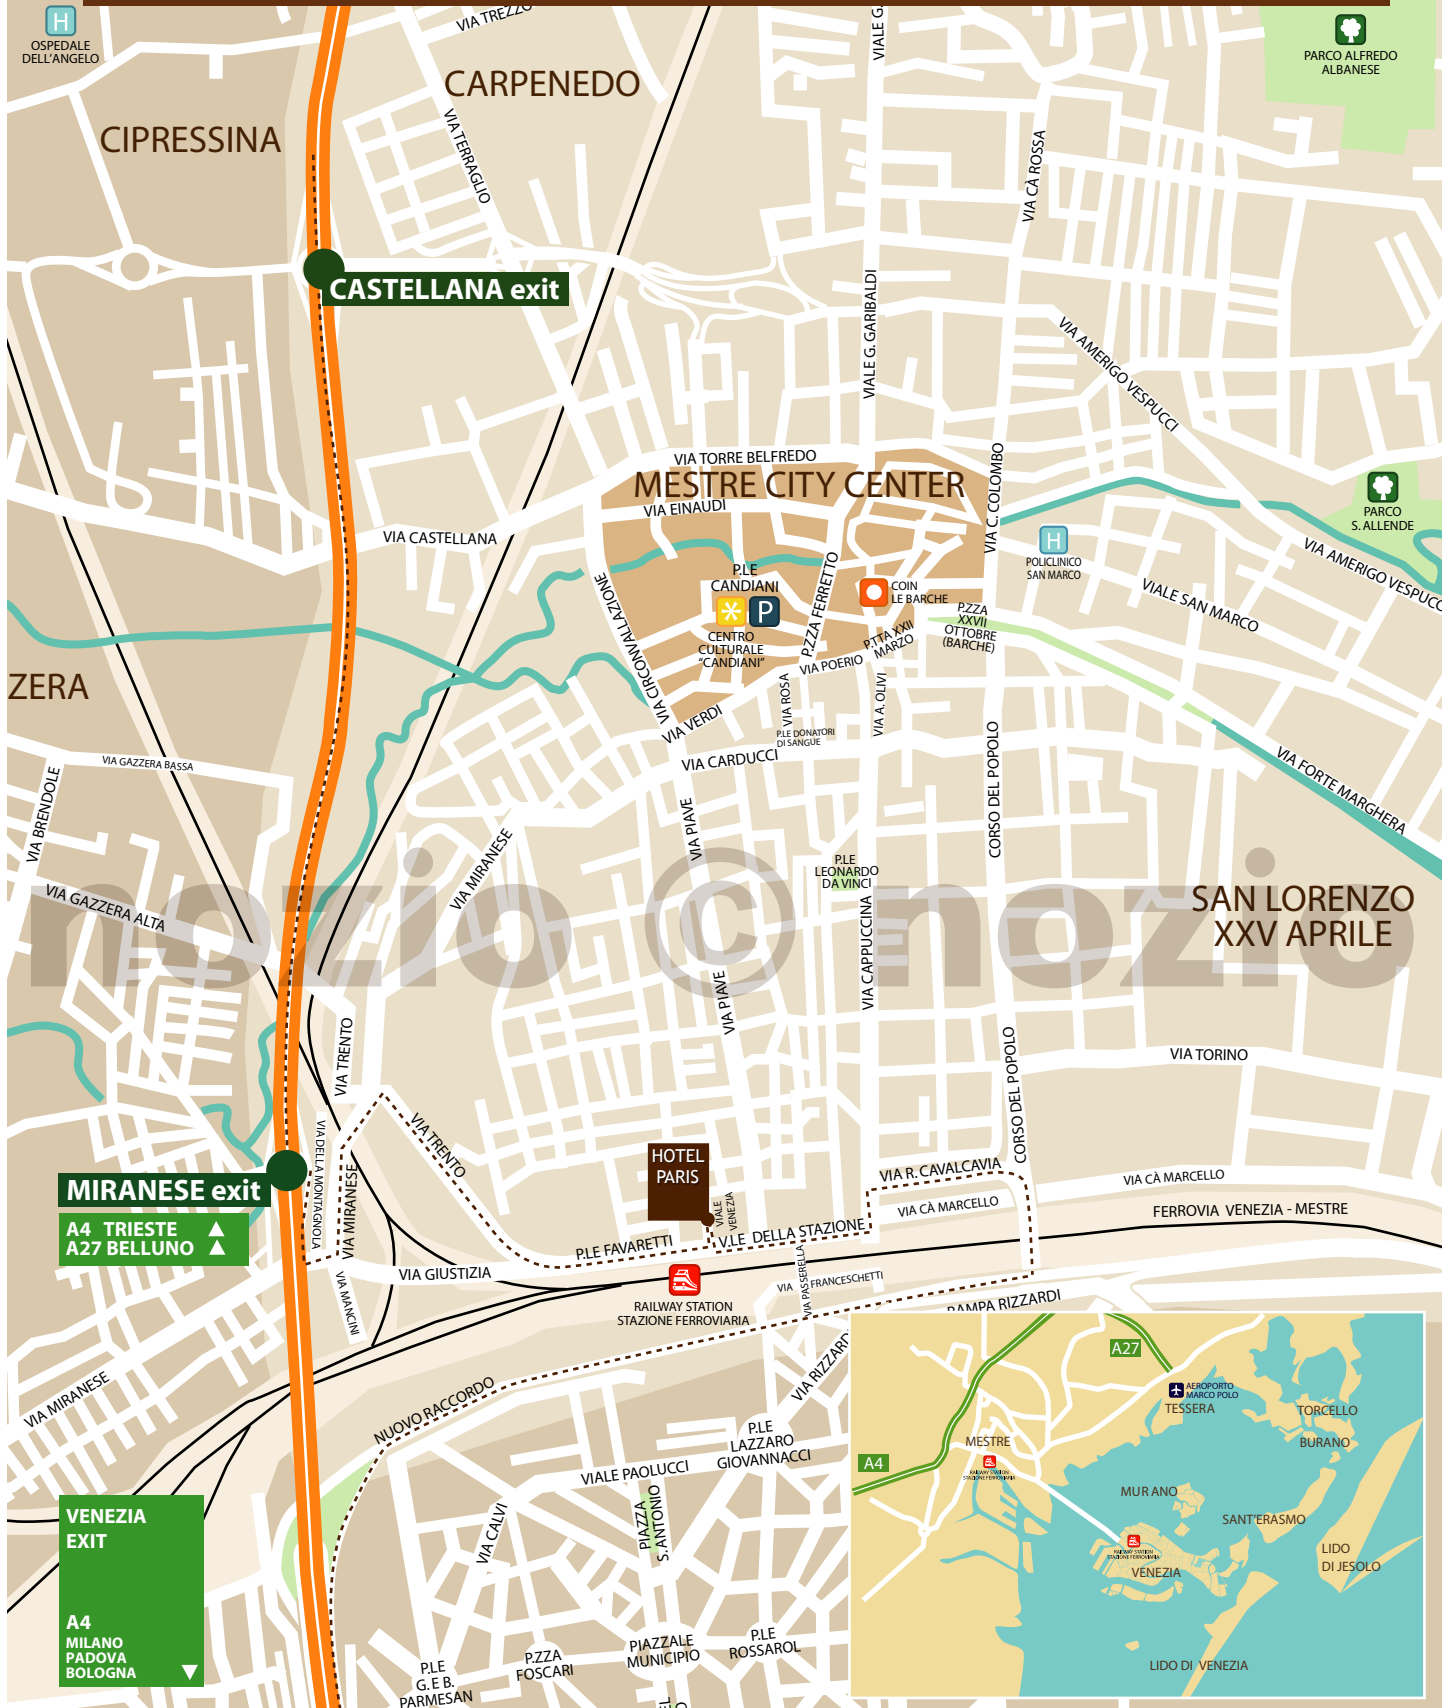 H
OSPEDALE
DELL'ANGELO
VIA TREZZO
VIALE G.
PARCO ALFREDO
ALBANESE
CARPENEDO
CIPRESSINA
VIA TERRAGLIO
VIA CÀ ROSSA
CASTELLANA exit
VIALE G. GARIBALDI
VIA AMERIGO VESPUCCI
VIA TORRE BELFREDO
MESTRE CITY CENTER
VIA EINAUDI
VIA C. COLOMBO
PARCO
S. ALLENDE
VIA CASTELLANA
H
POLICLINICO
SAN MARCO
VIA AMERIGO VESPUCC
P.LE
CANDIANI
P
CENTRO
CULTURALE
"CANDIANI"
COIN
LE BARCHE
VIALE SAN MARCO
VIA CIRCONVALLAZIONE
P.ZZA FERRETTO
P.TTA XXII
MARZO
P.ZZA
XXVII
OTTOBRE
(BARCHE)
VIA POERIO
ZERA
VIA ROSA
VIA A. OLIVI
VIA VERDI
P.LE DONATORI
DI SANGUE
VIA CARDUCCI
CORSO DEL POPOLO
VIA FORTE MARGHERA
VIA GAZZERA BASSA
VIA BRENDOLE
VIA PIAVE
VIA MIRANESE
P.LE
LEONARDO
DA VINCI
VIA GAZZERA ALTA
SAN LORENZO
XXV APRILE
nozio © nozio
VIA CAPPUCCINA
VIA PIAVE
VIA TRENTO
VIA TORINO
CORSO DEL POPOLO
VIA TRENTO
VIA DELLA MONTAGNOLA
VIA MIRANESE
HOTEL
PARIS
VIA R. CAVALCAVIA
VIA CÀ MARCELLO
MIRANESE exit
VIALE
VENEZIA
VIA CÀ MARCELLO
FERROVIA VENEZIA - MESTRE
A4 TRIESTE
A27 BELLUNO
P.LE FAVARETTI
V.LE DELLA STAZIONE
VIA GIUSTIZIA
VIA MANCINI
VIA PASSERELLA
VIA FRANCESCHETTI
RAILWAY STATION
STAZIONE FERROVIARIA
RAMPA RIZZARDI
VIA RIZZARDI
VIA MIRANESE
NUOVO RACCORDO
P.LE
LAZZARO
GIOVANNACCI
VIALE PAOLUCCI
VIA CALVI
PIAZZA
S. ANTONIO
VENEZIA
EXIT
A4
MILANO
PADOVA
BOLOGNA
P.LE
G. E B.
PARMESAN
P.ZZA
FOSCARI
PIAZZALE
MUNICIPIO
P.LE
ROSSAROL
A27
AEROPORTO
MARCO POLO
TESSERA
TORCELLO
BURANO
MESTRE
RAILWAY STATION
STAZIONE FERROVIARIA
A4
MURANO
SANT'ERASMO
RAILWAY STATION
STAZIONE FERROVIARIA
VENEZIA
LIDO
DI JESOLO
LIDO DI VENEZIA